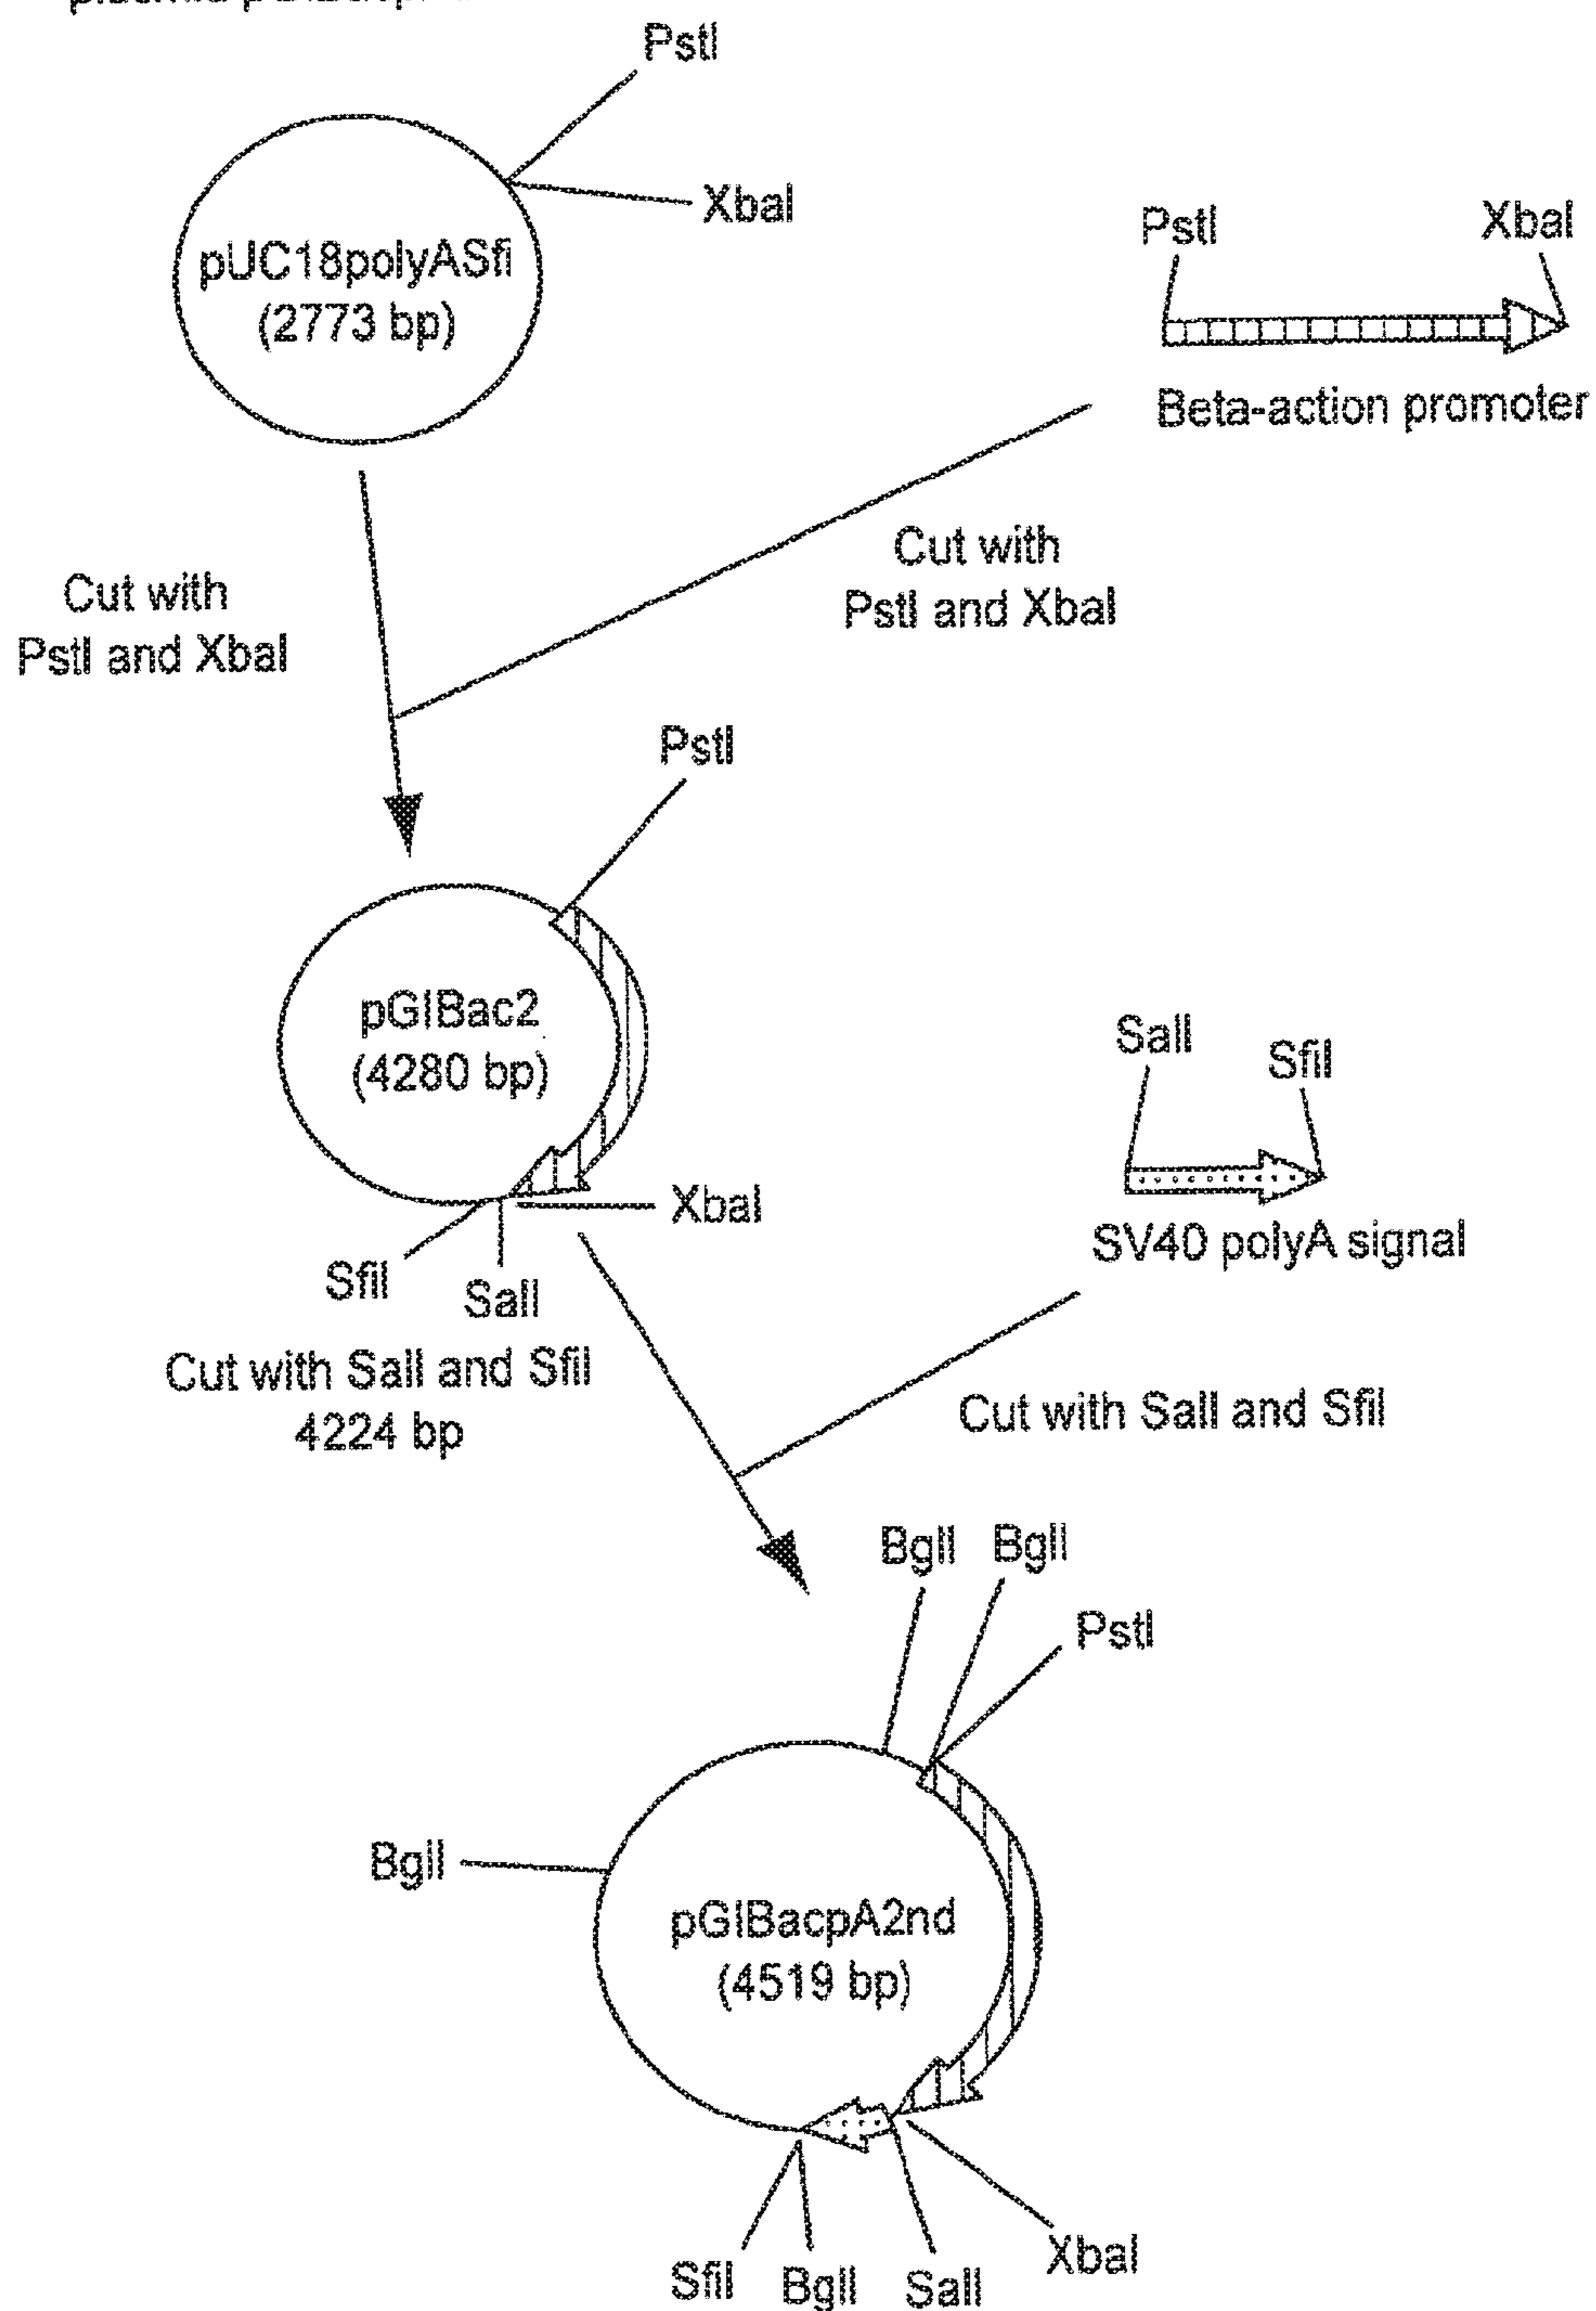 PstI
XbaI
pUC18polyASfi
(2773 bp)
PstI
XbaI
Beta-action promoter
Cut with
PstI and XbaI
Cut with
PstI and XbaI
PstI
pGIBac2
(4280 bp)
XbaI
SfiI
SalI
Cut with SalI and SfiI
4224 bp
SalI
SfiI
SV40 polyA signal
Cut with SalI and SfiI
BglI
BglI
PstI
BglI
pGIBacpA2nd
(4519 bp)
XbaI
SfiI
BglI
SalI